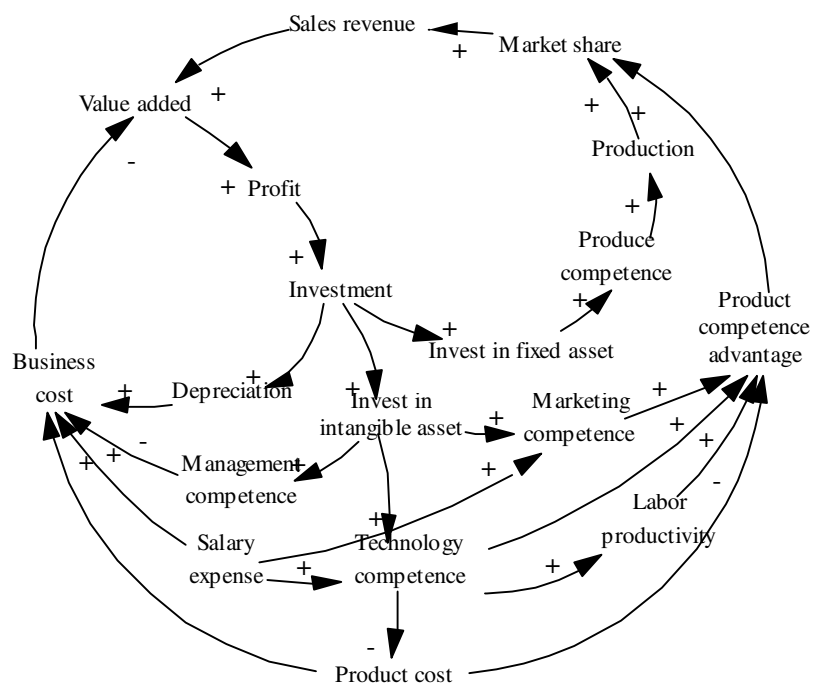 Sales revenue
Market share
+
Value added
+
+
+
Production
-
+
Profit
+
Produce
competence
+
Investment
+
Product
competence
advantage
+
Invest in fixed asset
Business
cost
+
Depreciation
+
+
Invest in
intangible asset
+
Marketing
competence
+
+
+
-
+
+
Management
competence
+
+
-
Labor
productivity
+
Salary
expense
+
Technology
competence
+
-
Product cost